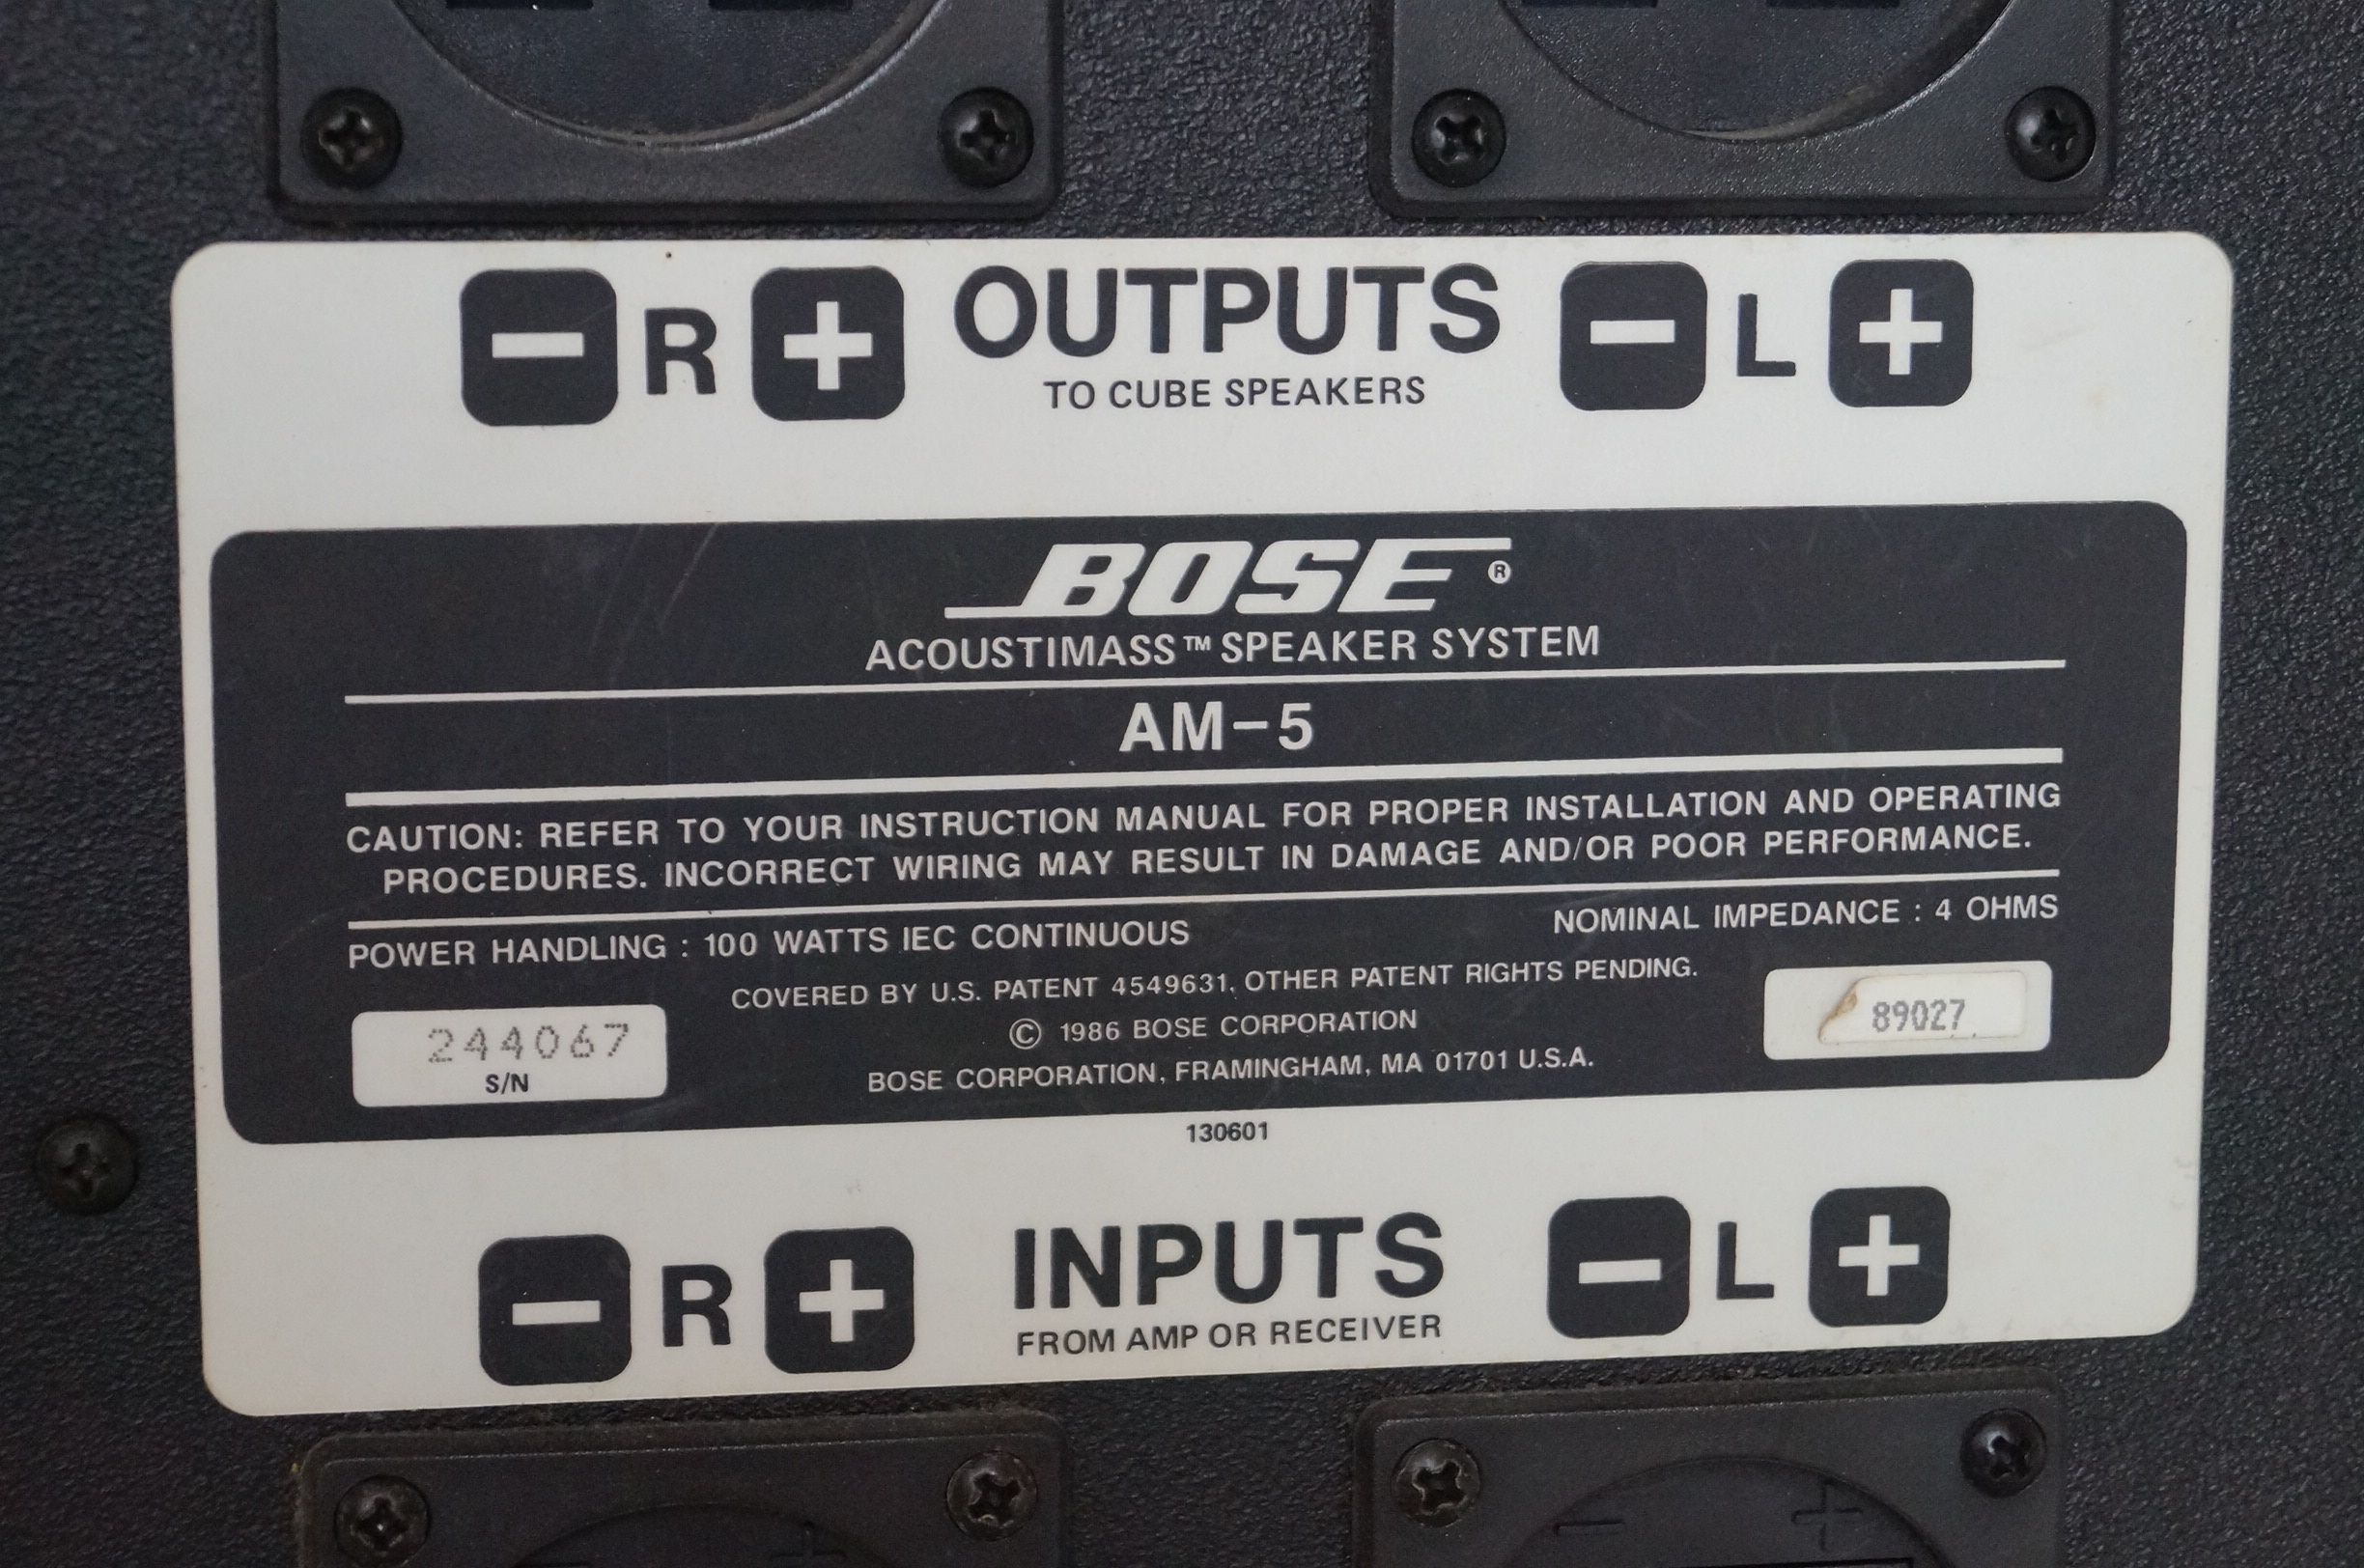 − R + OUTPUTS − L +
TO CUBE SPEAKERS
BOSE®
ACOUSTIMASS™ SPEAKER SYSTEM
AM-5
CAUTION: REFER TO YOUR INSTRUCTION MANUAL FOR PROPER INSTALLATION AND OPERATING
PROCEDURES. INCORRECT WIRING MAY RESULT IN DAMAGE AND/OR POOR PERFORMANCE.
POWER HANDLING : 100 WATTS IEC CONTINUOUS NOMINAL IMPEDANCE : 4 OHMS
COVERED BY U.S. PATENT 4549631, OTHER PATENT RIGHTS PENDING.
© 1986 BOSE CORPORATION
BOSE CORPORATION, FRAMINGHAM, MA 01701 U.S.A.
244067
S/N
89027
130601
− R + INPUTS − L +
FROM AMP OR RECEIVER
− + − +